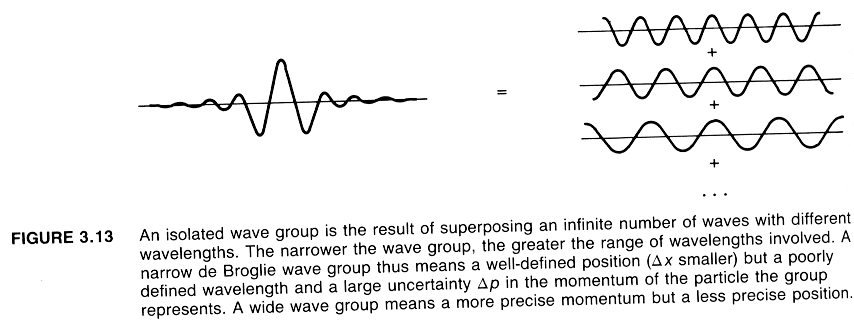 =
+
+
+
. . .
FIGURE 3.13 An isolated wave group is the result of superposing an infinite number of waves with different
wavelengths. The narrower the wave group, the greater the range of wavelengths involved. A
narrow de Broglie wave group thus means a well-defined position (Δx smaller) but a poorly
defined wavelength and a large uncertainty Δp in the momentum of the particle the group
represents. A wide wave group means a more precise momentum but a less precise position.